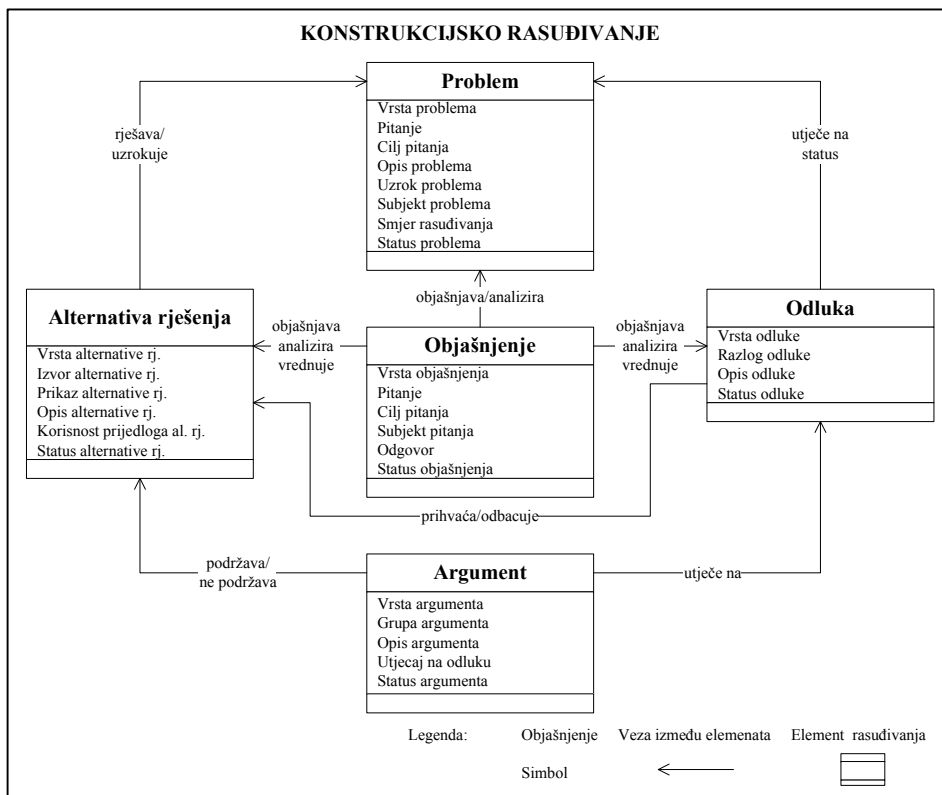 KONSTRUKCIJSKO RASUĐIVANJE
Problem
Vrsta problema
Pitanje
Cilj pitanja
Opis problema
Uzrok problema
Subjekt problema
Smjer rasuđivanja
Status problema
rješava/
uzrokuje
utječe na
status
objašnjava/analizira
Alternativa rješenja
Vrsta alternative rj.
Izvor alternative rj.
Prikaz alternative rj.
Opis alternative rj.
Korisnost prijedloga al. rj.
Status alternative rj.
objašnjava
analizira
vrednuje
Objašnjenje
Vrsta objašnjenja
Pitanje
Cilj pitanja
Subjekt pitanja
Odgovor
Status objašnjenja
objašnjava
analizira
vrednuje
Odluka
Vrsta odluke
Razlog odluke
Opis odluke
Status odluke
prihvaća/odbacuje
podržava/
ne podržava
Argument
Vrsta argumenta
Grupa argumenta
Opis argumenta
Utjecaj na odluku
Status argumenta
utječe na
Legenda: Objašnjenje Veza između elemenata Element rasuđivanja
Simbol